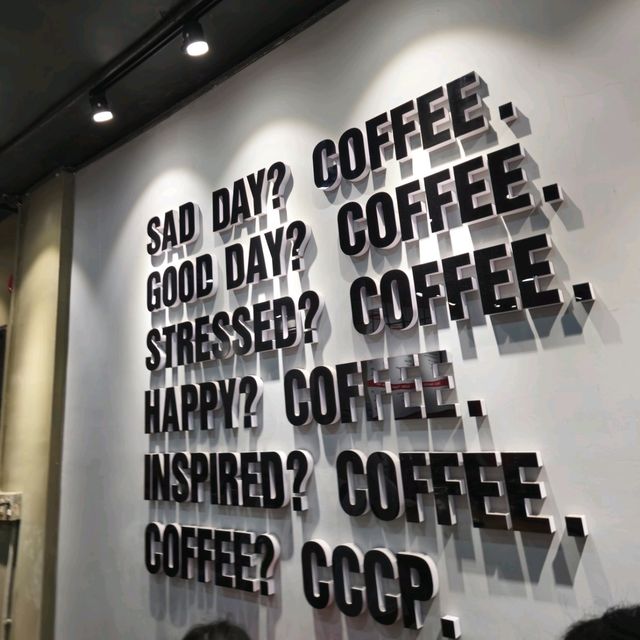 SAD DAY? COFFEE.
GOOD DAY? COFFEE.
STRESSED? COFFEE.
HAPPY? COFFEE.
INSPIRED? COFFEE.
COFFEE? CCCP.